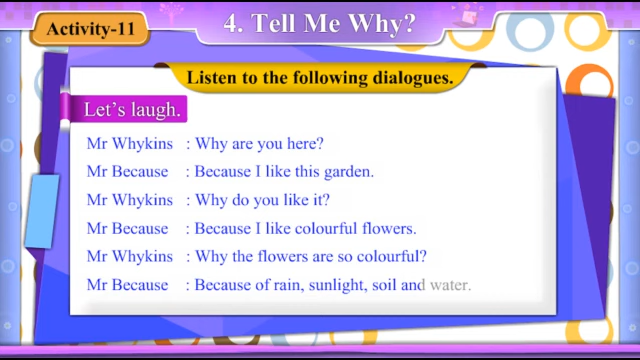 Activity-11
4. Tell Me Why?
Listen to the following dialogues.
Let's laugh.
Mr Whykins : Why are you here?
Mr Because : Because I like this garden.
Mr Whykins : Why do you like it?
Mr Because : Because I like colourful flowers.
Mr Whykins : Why the flowers are so colourful?
Mr Because : Because of rain, sunlight, soil and water.